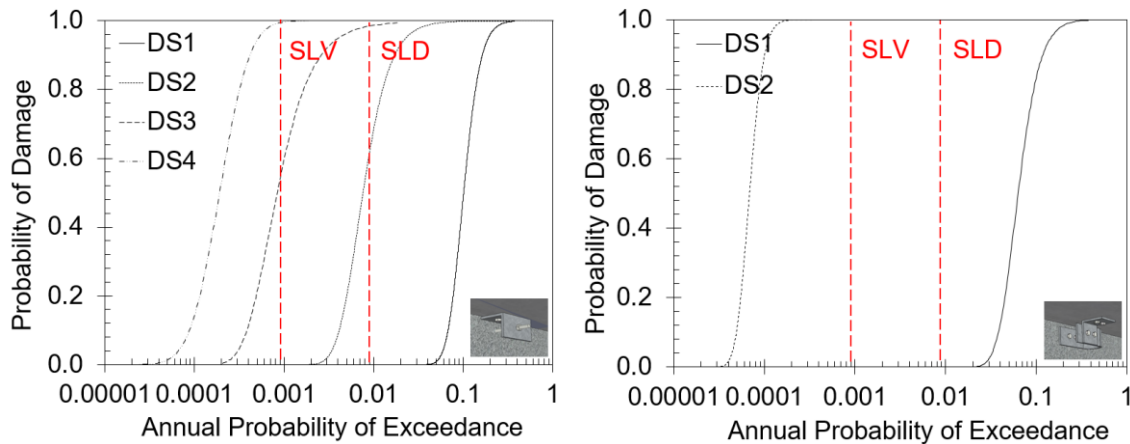 1.0
0.8
0.6
0.4
0.2
0.0
Probability of Damage
DS1
DS2
DS3
DS4
SLV
SLD
0.00001
0.0001
0.001
0.01
0.1
1
Annual Probability of Exceedance
1.0
0.8
0.6
0.4
0.2
0.0
Probability of Damage
DS1
DS2
SLV
SLD
0.00001
0.0001
0.001
0.01
0.1
1
Annual Probability of Exceedance